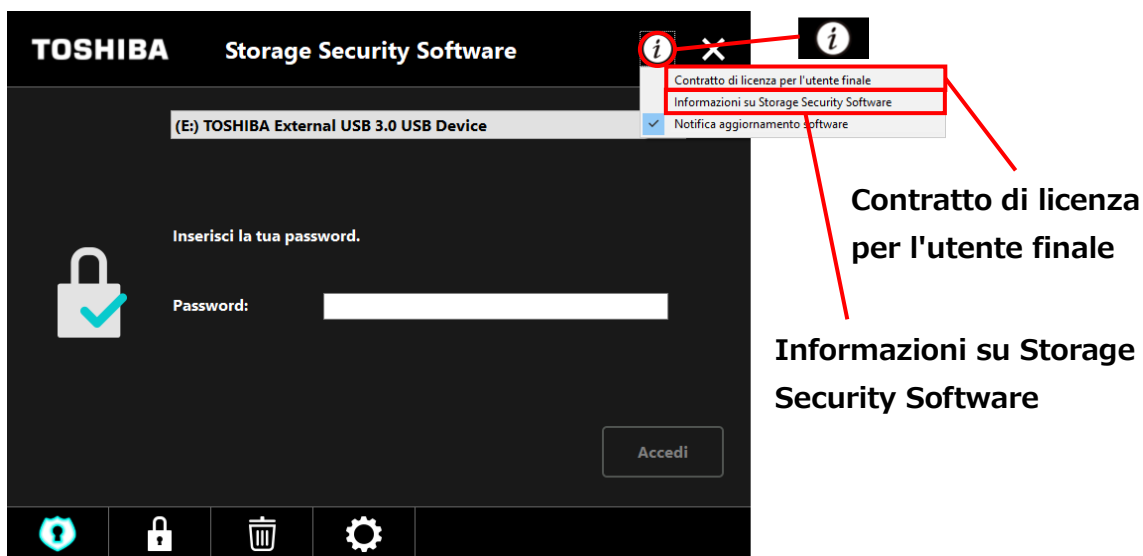 TOSHIBA Storage Security Software
Contratto di licenza per l'utente finale
Informazioni su Storage Security Software
Notifica aggiornamento software
(E:) TOSHIBA External USB 3.0 USB Device
Inserisci la tua password.
Password:
Accedi
Contratto di licenza
per l'utente finale
Informazioni su Storage
Security Software